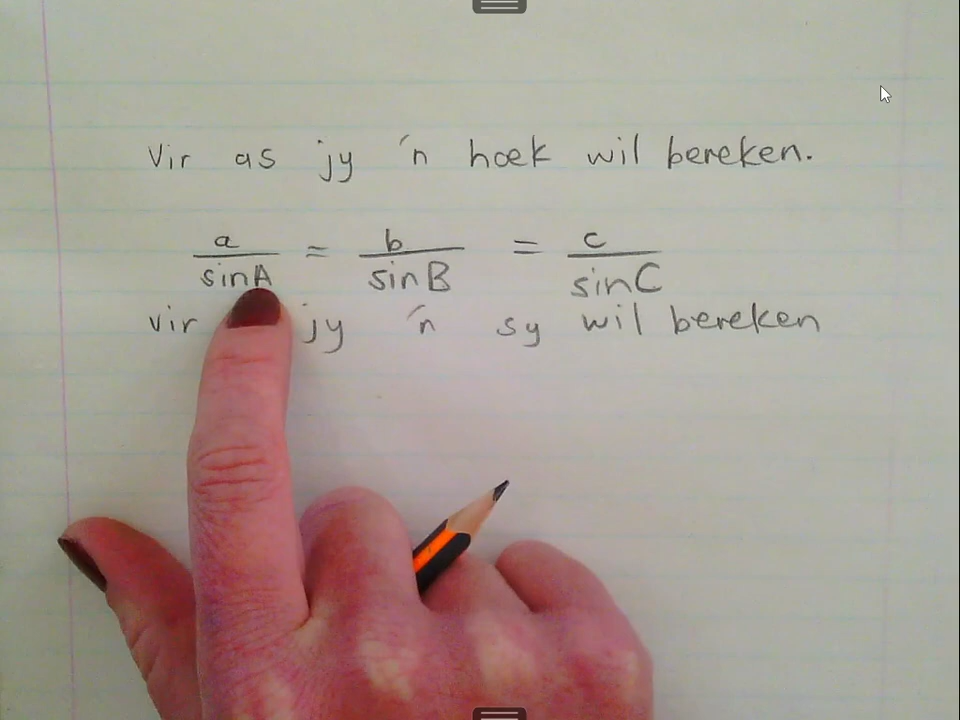 Vir as jy 'n hoek wil bereken.
a/sinA = b/sinB = c/sinC
vir jy 'n sy wil bereken